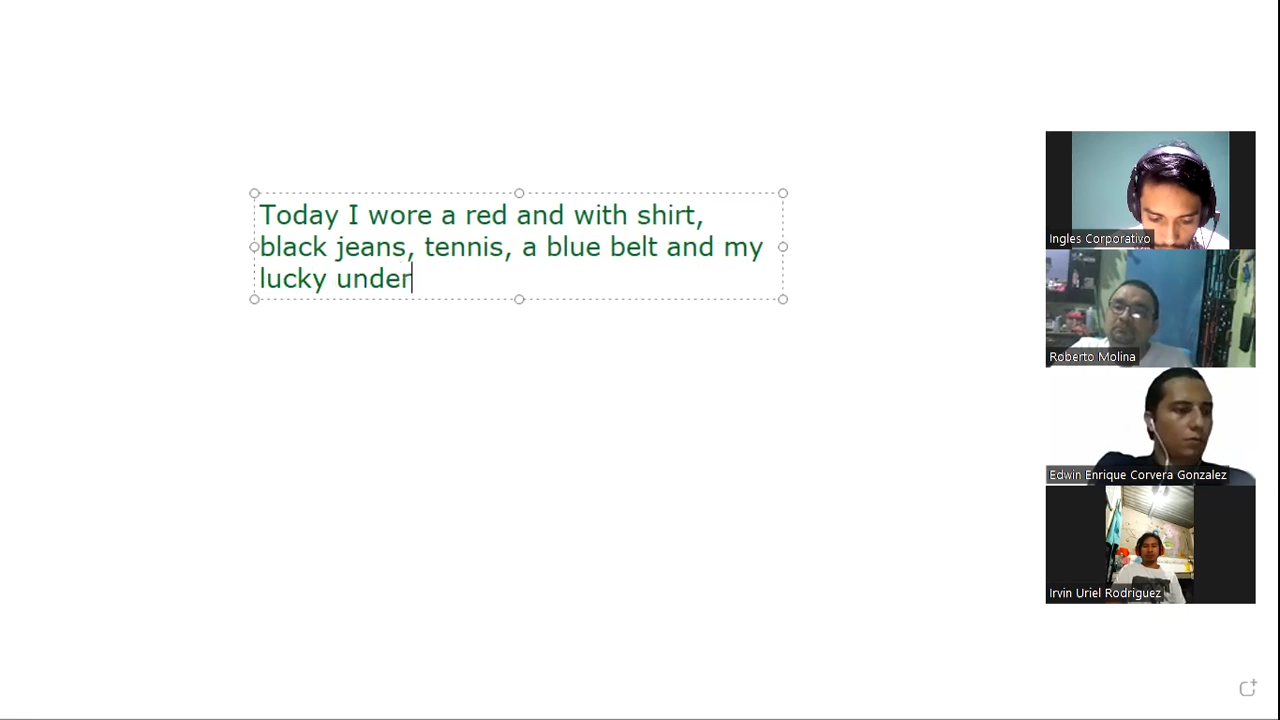 Today I wore a red and with shirt,
black jeans, tennis, a blue belt and my
lucky under
Ingles Corporativo
Roberto Molina
Edwin Enrique Corvera Gonzalez
Irvin Uriel Rodriguez